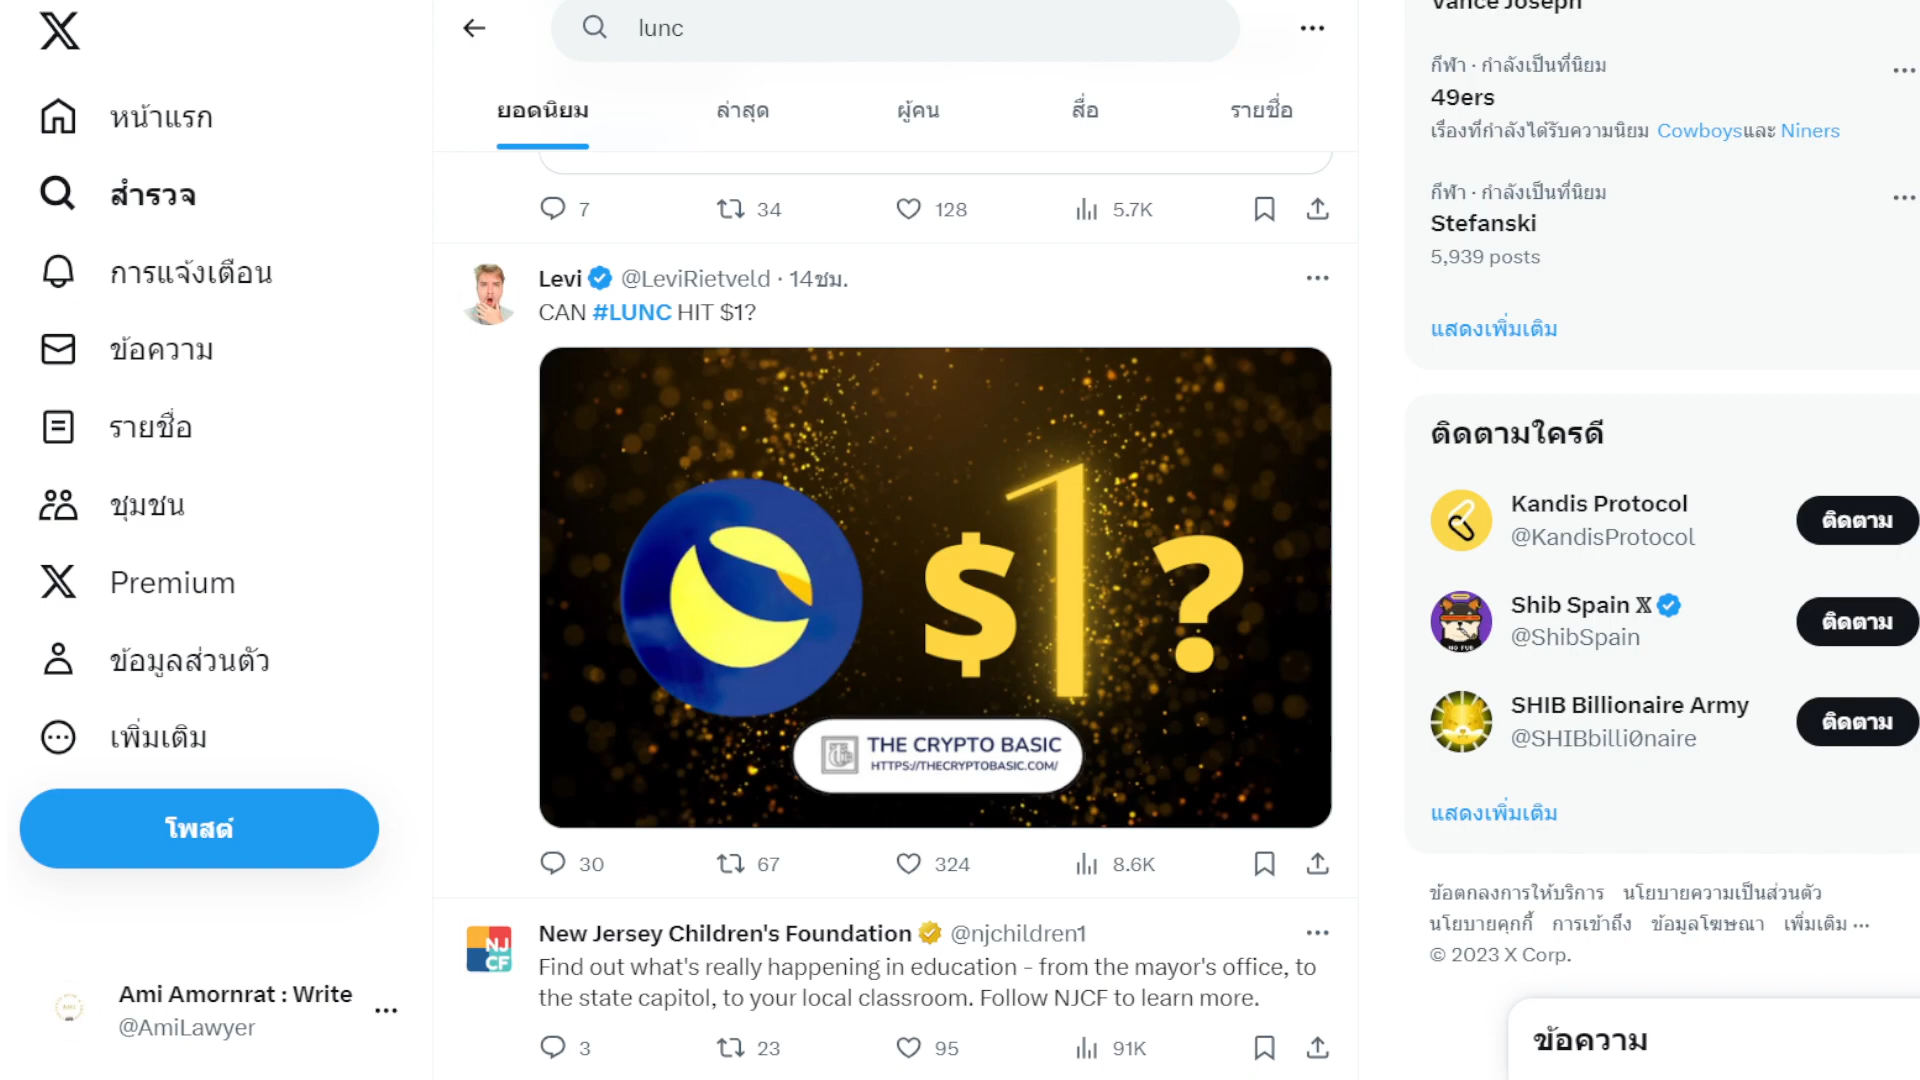 หน้าแรก
สำรวจ
การแจ้งเตือน
ข้อความ
รายชื่อ
ชุมชน
Premium
ข้อมูลส่วนตัว
เพิ่มเติม
โพสต์
Ami Amornrat : Write
@AmiLawyer
lunc
ยอดนิยม ล่าสุด ผู้คน สื่อ รายชื่อ
7 34 128 5.7K
Levi @LeviRietveld · 14ชม.
CAN #LUNC HIT $1?
$1?
THE CRYPTO BASIC
HTTPS://THECRYPTOBASIC.COM/
30 67 324 8.6K
New Jersey Children's Foundation @njchildren1
NJ
CF
Find out what's really happening in education - from the mayor's office, to
the state capitol, to your local classroom. Follow NJCF to learn more.
3 23 95 91K
Vance Joseph
กีฬา · กำลังเป็นที่นิยม
49ers
เรื่องที่กำลังได้รับความนิยม Cowboysและ Niners
กีฬา · กำลังเป็นที่นิยม
Stefanski
5,939 posts
แสดงเพิ่มเติม
ติดตามใครดี
Kandis Protocol
@KandisProtocol
ติดตาม
Shib Spain 𝕏
@ShibSpain
ติดตาม
SHIB Billionaire Army
@SHIBbilli0naire
ติดตาม
แสดงเพิ่มเติม
ข้อตกลงการให้บริการ นโยบายความเป็นส่วนตัว
นโยบายคุกกี้ การเข้าถึง ข้อมูลโฆษณา เพิ่มเติม ···
© 2023 X Corp.
ข้อความ